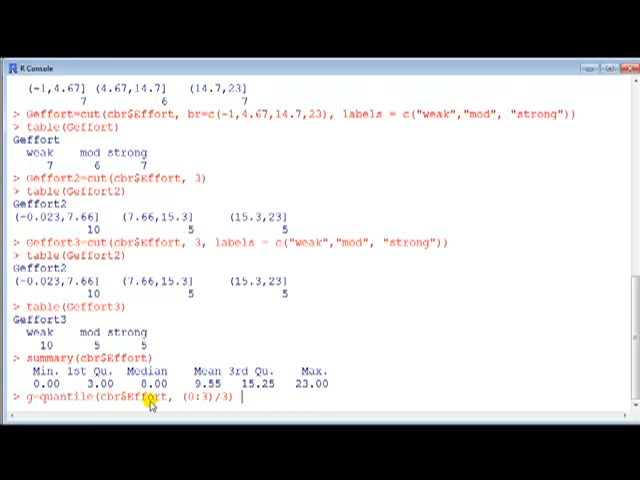 R Console
(-1,4.67] (4.67,14.7] (14.7,23]
7 6 7
> Geffort=cut(cbr$Effort, br=c(-1,4.67,14.7,23), labels = c("weak","mod", "strong"))
> table(Geffort)
Geffort
weak mod strong
7 6 7
> Geffort2=cut(cbr$Effort, 3)
> table(Geffort2)
Geffort2
(-0.023,7.66] (7.66,15.3] (15.3,23]
10 5 5
> Geffort3=cut(cbr$Effort, 3, labels = c("weak","mod", "strong"))
> table(Geffort2)
Geffort2
(-0.023,7.66] (7.66,15.3] (15.3,23]
10 5 5
> table(Geffort3)
Geffort3
weak mod strong
10 5 5
> summary(cbr$Effort)
Min. 1st Qu. Median Mean 3rd Qu. Max.
0.00 3.00 8.00 9.55 15.25 23.00
> g=quantile(cbr$Effort, (0:3)/3)